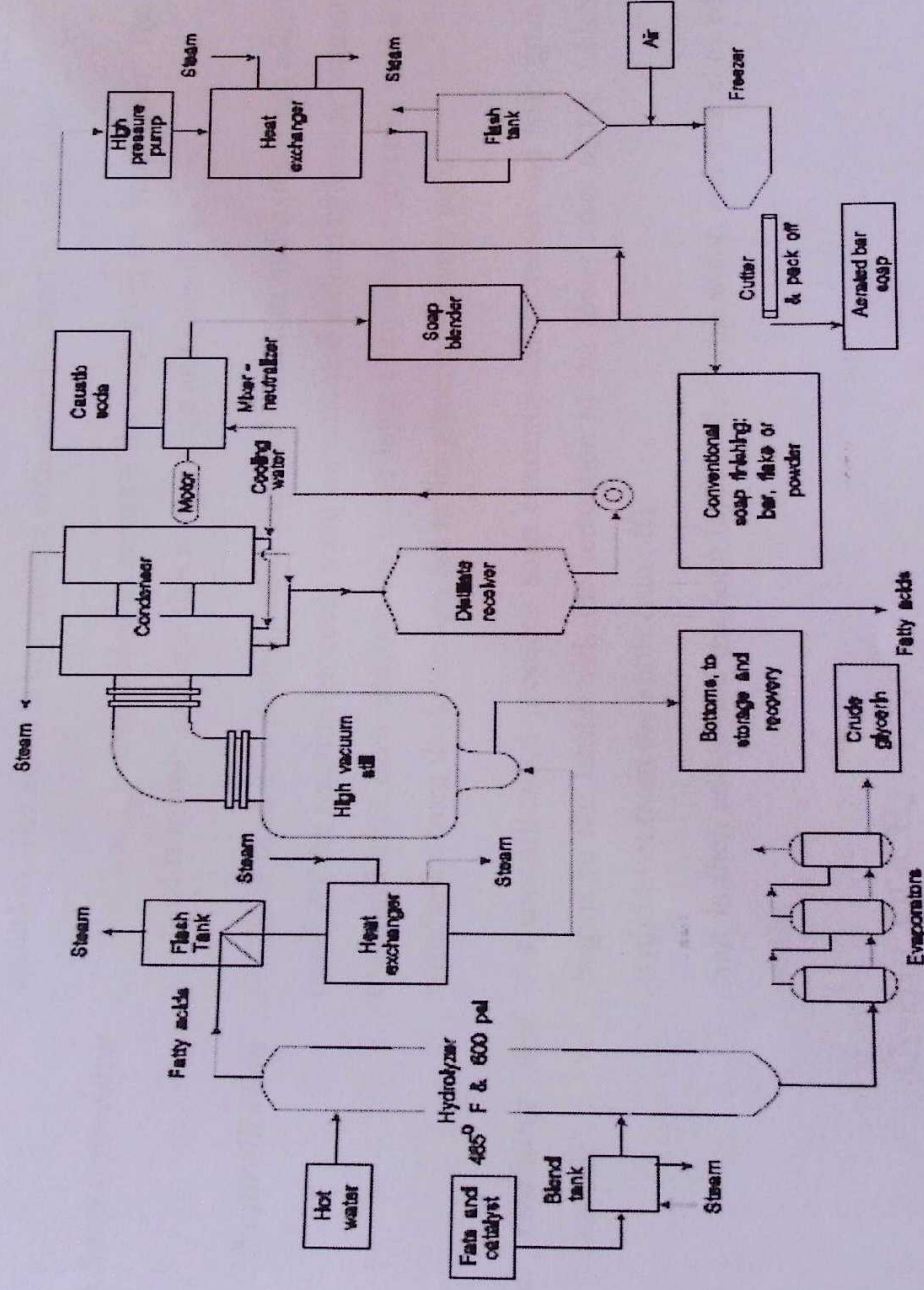 Steam
Steam
Fatty acids
Flash
Tank
Heat
exchanger
Steam
Steam
Hot
water
Hydrolyzer
485° F & 600 psi
Fats and
catalyst
Blend
tank
Steam
Evaporators
Crude
glycerin
High vacuum
still
Bottoms, to
storage and
recovery
Condenser
Distillate
receiver
Fatty acids
Motor
Cooling
water
Mixer -
neutralizer
Caustic
soda
Soap
blender
Conventional
soap finishing:
bar, flake or
powder
High
pressure
pump
Steam
Heat
exchanger
Steam
Flash
tank
Air
Freezer
Cutter
& pack off
Aerated bar
soap